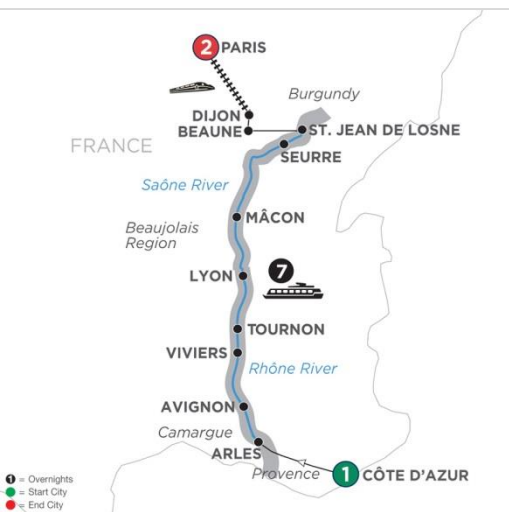 2 PARIS
Burgundy
DIJON
BEAUNE
ST. JEAN DE LOSNE
FRANCE
SEURRE
Saône River
MÂCON
Beaujolais
Region
7
LYON
TOURNON
VIVIERS
Rhône River
AVIGNON
Camargue
ARLES
Provence
1 CÔTE D'AZUR
1 = Overnights
= Start City
= End City